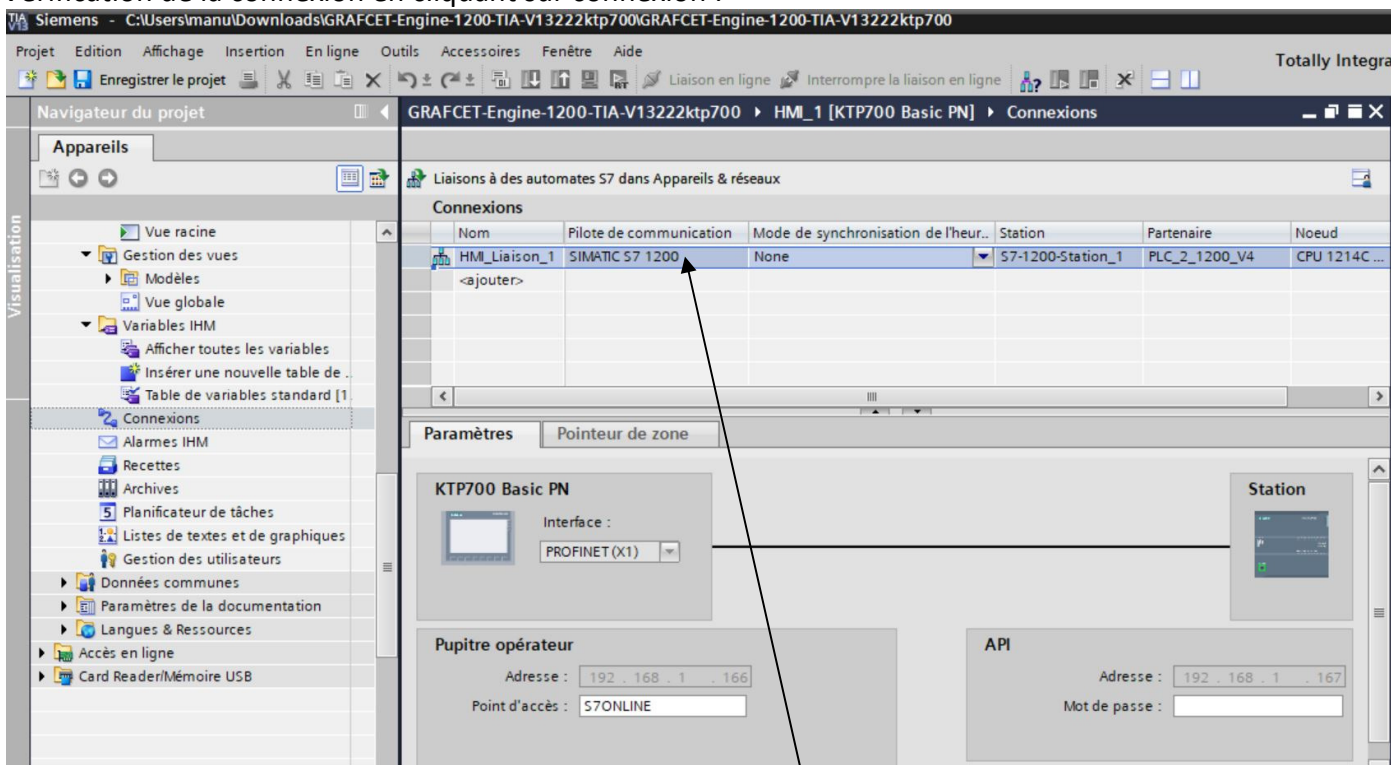 Vérification de la connexion en cliquant sur connexion :
Siemens - C:\Users\manu\Downloads\GRAFCET-Engine-1200-TIA-V13222ktp700\GRAFCET-Engine-1200-TIA-V13222ktp700
Projet Edition Affichage Insertion En ligne Outils Accessoires Fenêtre Aide
Totally Integra
Enregistrer le projet Liaison en ligne Interrompre la liaison en ligne
Navigateur du projet
GRAFCET-Engine-1200-TIA-V13222ktp700 HMI_1 [KTP700 Basic PN] Connexions
Appareils
Visualisation
Liaisons à des automates S7 dans Appareils & réseaux
Connexions
Nom Pilote de communication Mode de synchronisation de l'heur.. Station Partenaire Noeud
HMI_Liaison_1 SIMATIC S7 1200 None S7-1200-Station_1 PLC_2_1200_V4 CPU 1214C ...
<ajouter>
Vue racine
Gestion des vues
Modèles
Vue globale
Variables IHM
Afficher toutes les variables
Insérer une nouvelle table de ..
Table de variables standard [1.
Connexions
Alarmes IHM
Recettes
Archives
Planificateur de tâches
Listes de textes et de graphiques
Gestion des utilisateurs
Données communes
Paramètres de la documentation
Langues & Ressources
Accès en ligne
Card Reader/Mémoire USB
Paramètres Pointeur de zone
KTP700 Basic PN
Interface :
PROFINET (X1)
Station
Pupitre opérateur
Adresse : 192 . 168 . 1 . 166
Point d'accès : S7ONLINE
API
Adresse : 192 . 168 . 1 . 167
Mot de passe :